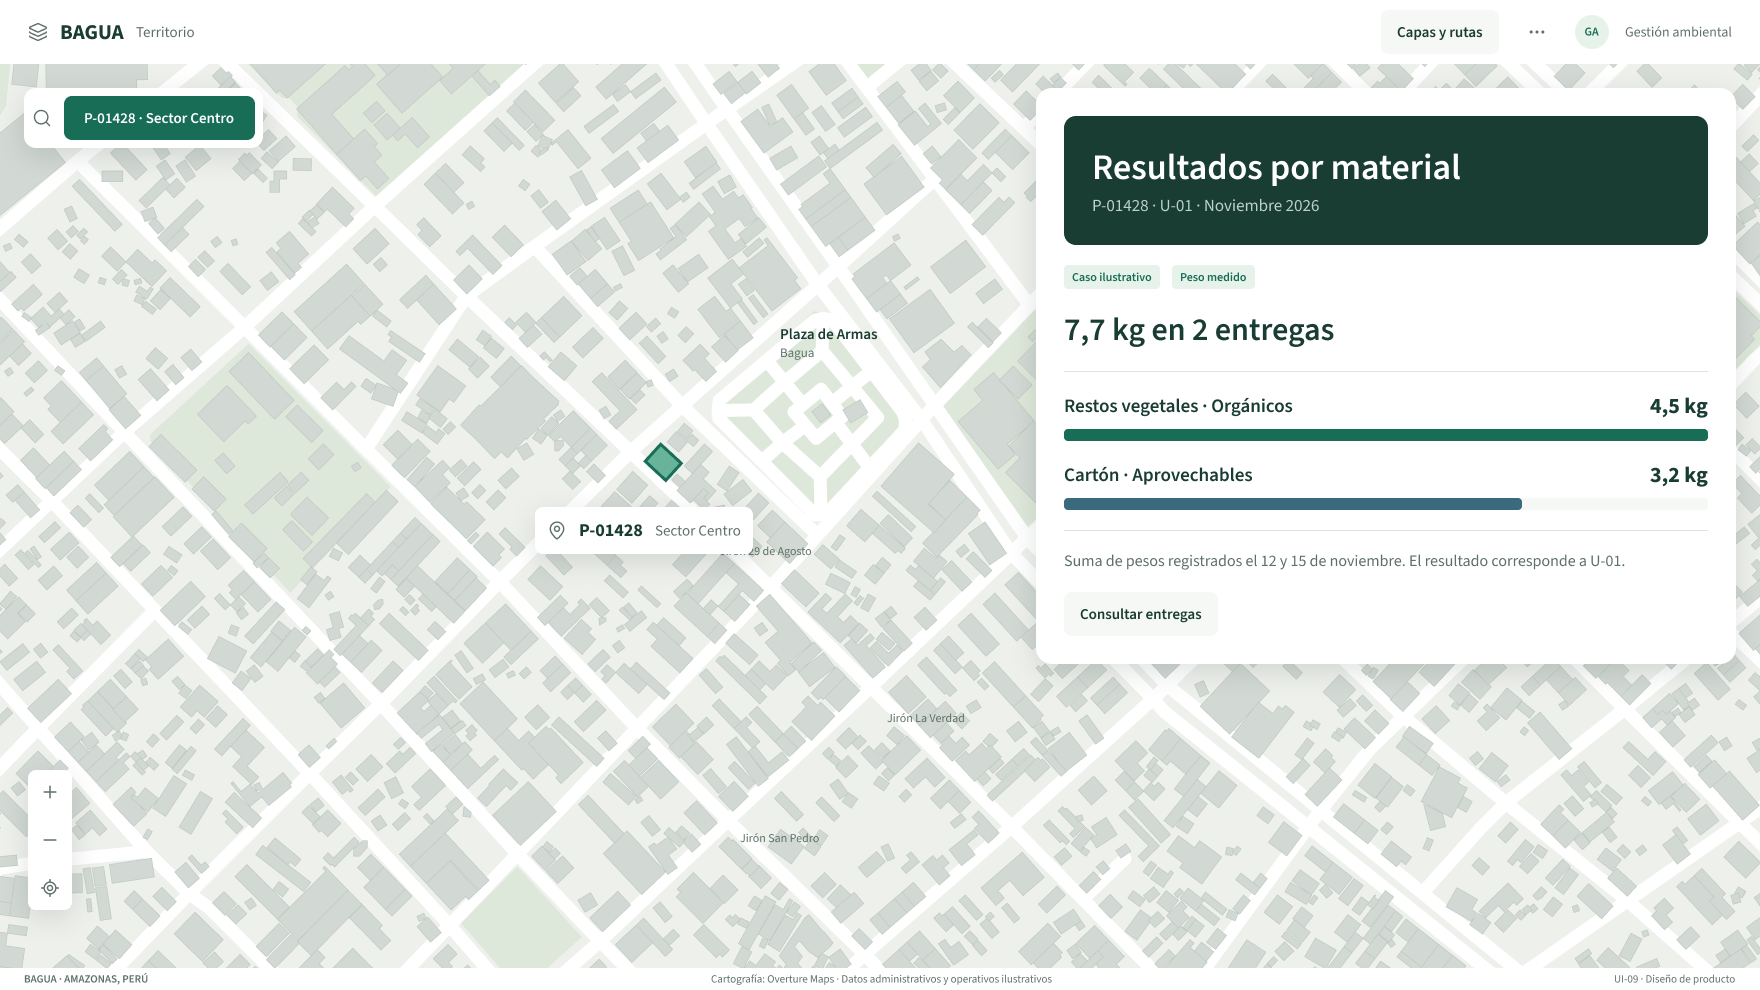 BAGUA Territorio
Capas y rutas
GA Gestión ambiental
P-01428 · Sector Centro
Resultados por material
P-01428 · U-01 · Noviembre 2026
Caso ilustrativo Peso medido
7,7 kg en 2 entregas
Restos vegetales · Orgánicos 4,5 kg
Cartón · Aprovechables 3,2 kg
Suma de pesos registrados el 12 y 15 de noviembre. El resultado corresponde a U-01.
Consultar entregas
Plaza de Armas
Bagua
P-01428 Sector Centro
29 de Agosto
Jirón La Verdad
Jirón San Pedro
BAGUA · AMAZONAS, PERÚ
Cartografía: Overture Maps · Datos administrativos y operativos ilustrativos
UI-09 · Diseño de producto